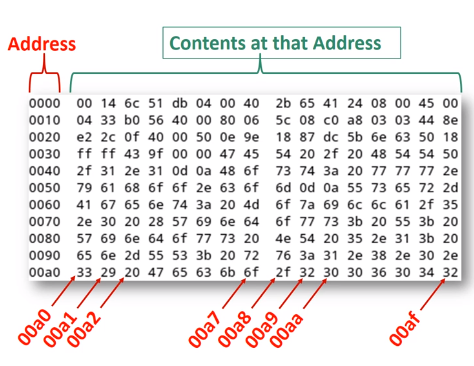 Address
Contents at that Address
0000 00 14 6c 51 db 04 00 40 2b 65 41 24 08 00 45 00
0010 04 33 b0 56 40 00 80 06 5c 08 c0 a8 03 03 44 8e
0020 e2 2c 0f 40 00 50 0e 9e 18 87 dc 5b 6e 63 50 18
0030 ff ff 43 9f 00 00 47 45 54 20 2f 20 48 54 54 50
0040 2f 31 2e 31 0d 0a 48 6f 73 74 3a 20 77 77 77 2e
0050 79 61 68 6f 6f 2e 63 6f 6d 0d 0a 55 73 65 72 2d
0060 41 67 65 6e 74 3a 20 4d 6f 7a 69 6c 6c 61 2f 35
0070 2e 30 20 28 57 69 6e 64 6f 77 73 3b 20 55 3b 20
0080 57 69 6e 64 6f 77 73 20 4e 54 20 35 2e 31 3b 20
0090 65 6e 2d 55 53 3b 20 72 76 3a 31 2e 38 2e 30 2e
00a0 33 29 20 47 65 63 6b 6f 2f 32 30 30 36 30 34 32
00a0 00a1 00a2 00a7 00a8 00a9 00aa 00af